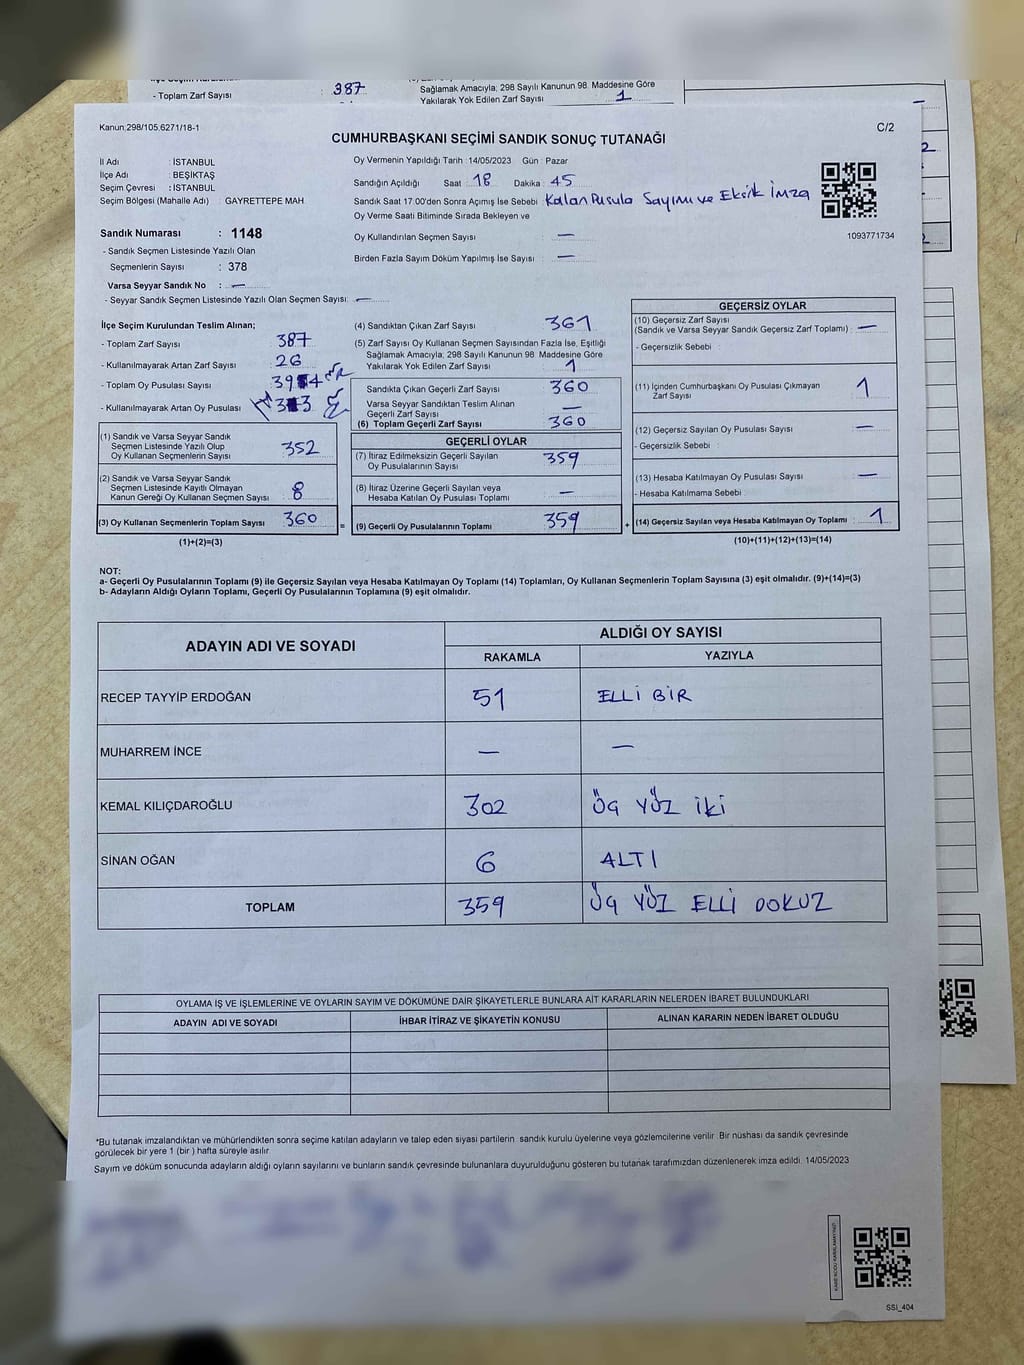 - Toplam Zarf Sayısı 387
Sağlamak Amacıyla, 298 Sayılı Kanunun 98. Maddesine Göre
Yakılarak Yok Edilen Zarf Sayısı 1
Kanun:298/105,6271/18-1
C/2
CUMHURBAŞKANI SEÇİMİ SANDIK SONUÇ TUTANAĞI
İl Adı : İSTANBUL
İlçe Adı : BEŞİKTAŞ
Seçim Çevresi : İSTANBUL
Seçim Bölgesi (Mahalle Adı) : GAYRETTEPE MAH.
Sandık Numarası : 1148
- Sandık Seçmen Listesinde Yazılı Olan
Seçmenlerin Sayısı : 378
Varsa Seyyar Sandık No : —
- Seyyar Sandık Seçmen Listesinde Yazılı Olan Seçmen Sayısı: —
Oy Vermenin Yapıldığı Tarih : 14/05/2023 Gün : Pazar
Sandığın Açıldığı Saat : 18 Dakika : 45
Sandık Saat 17.00'den Sonra Açımış İse Sebebi : Kalan Pusula Sayımı ve Eksik İmza
Oy Verme Saati Bitiminde Sırada Bekleyen ve
Oy Kullandırılan Seçmen Sayısı : —
Birden Fazla Sayım Döküm Yapılmış İse Sayısı : —
1093771734
İlçe Seçim Kurulundan Teslim Alınan;
- Toplam Zarf Sayısı : 387
- Kullanılmayarak Artan Zarf Sayısı : 26
- Toplam Oy Pusulası Sayısı :
- Kullanılmayarak Artan Oy Pusulası :
(1) Sandık ve Varsa Seyyar Sandık
Seçmen Listesinde Yazılı Olup
Oy Kullanan Seçmenlerin Sayısı 352
(2) Sandık ve Varsa Seyyar Sandık
Seçmen Listesinde Kayıtlı Olmayan
Kanun Gereği Oy Kullanan Seçmen Sayısı 8
(3) Oy Kullanan Seçmenlerin Toplam Sayısı 360
(1)+(2)=(3)
(4) Sandıktan Çıkan Zarf Sayısı 361
(5) Zarf Sayısı Oy Kullanan Seçmen Sayısından Fazla İse, Eşitliği
Sağlamak Amacıyla; 298 Sayılı Kanunun 98. Maddesine Göre
Yakılarak Yok Edilen Zarf Sayısı 1
Sandıkta Çıkan Geçerli Zarf Sayısı 360
Varsa Seyyar Sandıktan Teslim Alınan
Geçerli Zarf Sayısı —
(6) Toplam Geçerli Zarf Sayısı 360
GEÇERLİ OYLAR
(7) İtiraz Edilmeksizin Geçerli Sayılan
Oy Pusulalarının Sayısı 359
(8) İtiraz Üzerine Geçerli Sayılan veya
Hesaba Katılan Oy Pusulası Toplamı —
= (9) Geçerli Oy Pusulalarının Toplamı 359
GEÇERSİZ OYLAR
(10) Geçersiz Zarf Sayısı
(Sandık ve Varsa Seyyar Sandık Geçersiz Zarf Toplamı) : —
- Geçersizlik Sebebi :
(11) İçinden Cumhurbaşkanı Oy Pusulası Çıkmayan
Zarf Sayısı 1
(12) Geçersiz Sayılan Oy Pusulası Sayısı —
- Geçersizlik Sebebi :
(13) Hesaba Katılmayan Oy Pusulası Sayısı : —
- Hesaba Katılmama Sebebi :
+ (14) Geçersiz Sayılan veya Hesaba Katılmayan Oy Toplamı : 1
(10)+(11)+(12)+(13)=(14)
NOT:
a- Geçerli Oy Pusulalarının Toplamı (9) ile Geçersiz Sayılan veya Hesaba Katılmayan Oy Toplamı (14) Toplamları, Oy Kullanan Seçmenlerin Toplam Sayısına (3) eşit olmalıdır. (9)+(14)=(3)
b- Adayların Aldığı Oyların Toplamı, Geçerli Oy Pusulalarının Toplamına (9) eşit olmalıdır.
ADAYIN ADI VE SOYADI ALDIĞI OY SAYISI
RAKAMLA YAZIYLA
RECEP TAYYİP ERDOĞAN 51 ELLİ BİR
MUHARREM İNCE — —
KEMAL KILIÇDAROĞLU 302 ÜÇ YÜZ İKİ
SİNAN OĞAN 6 ALTI
TOPLAM 359 ÜÇ YÜZ ELLİ DOKUZ
OYLAMA İŞ VE İŞLEMLERİNE VE OYLARIN SAYIM VE DÖKÜMÜNE DAİR ŞİKAYETLERLE BUNLARA AİT KARARLARIN NELERDEN İBARET BULUNDUKLARI
ADAYIN ADI VE SOYADI İHBAR İTİRAZ VE ŞİKAYETİN KONUSU ALINAN KARARIN NEDEN İBARET OLDUĞU
*Bu tutanak imzalandıktan ve mühürlendikten sonra seçime katılan adayların ve talep eden siyasi partilerin sandık kurulu üyelerine veya gözlemcilerine verilir. Bir nüshası da sandık çevresinde
görülecek bir yere 1 (bir ) hafta süreyle asılır.
Sayım ve döküm sonucunda adayların aldığı oyların sayılarını ve bunların sandık çevresinde bulunanlara duyurulduğunu gösteren bu tutanak tarafımızdan düzenlenerek imza edildi. 14/05/2023
KARE KODU KARALAMAYINIZ!
SSI_404